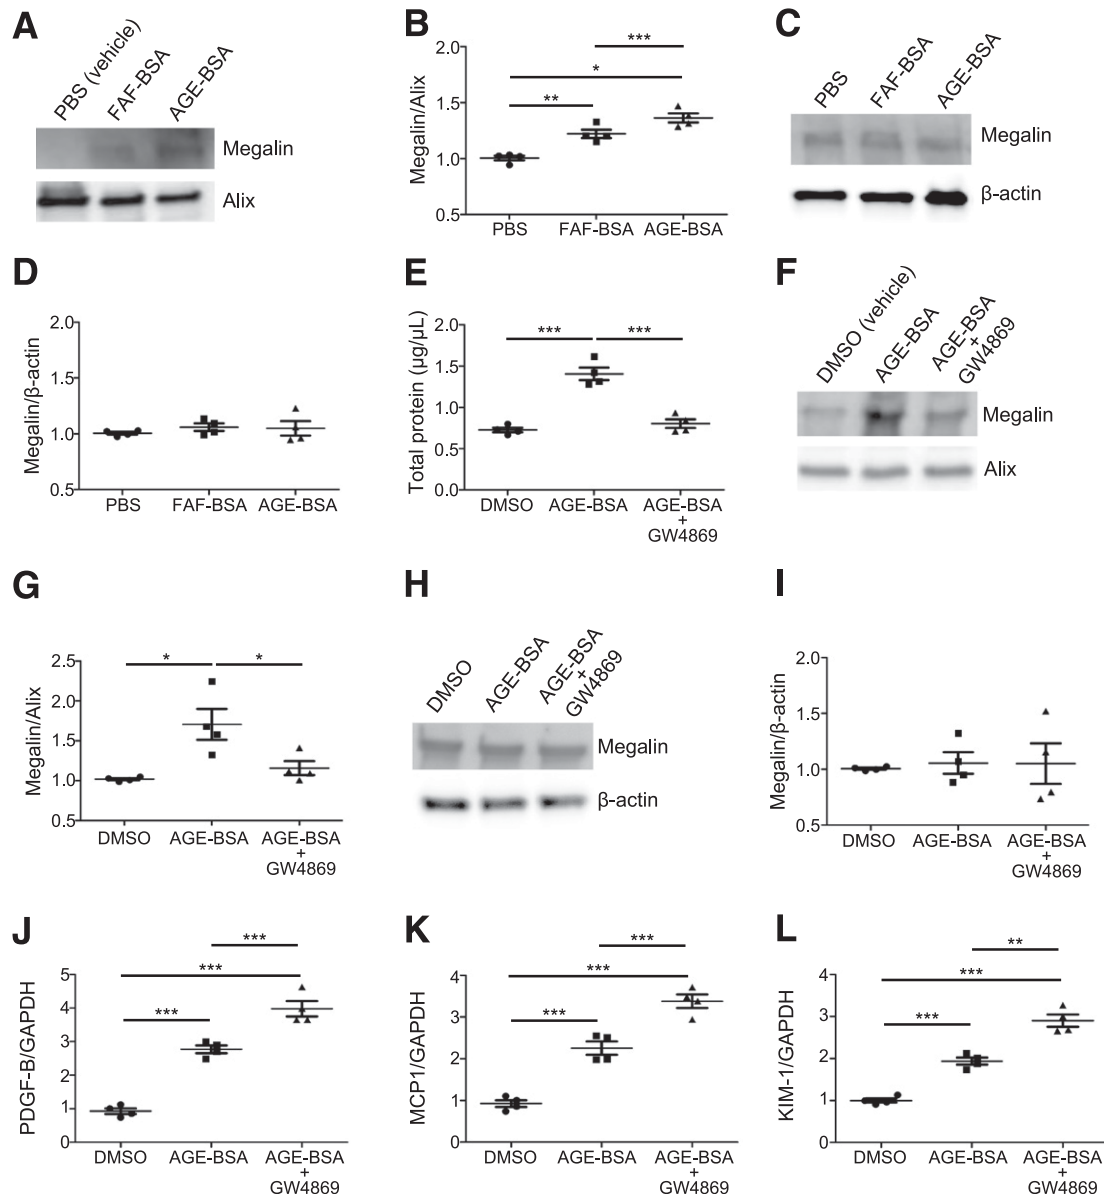 A
PBS (vehicle)
FAF-BSA
AGE-BSA
Megalin
Alix
B
Megalin/Alix
2.0
1.5
1.0
0.5
***
*
**
PBS FAF-BSA AGE-BSA
C
PBS
FAF-BSA
AGE-BSA
Megalin
β-actin
D
Megalin/β-actin
2.0
1.5
1.0
0.5
PBS FAF-BSA AGE-BSA
E
Total protein (μg/μL)
2.0
1.5
1.0
0.5
0.0
*** ***
DMSO AGE-BSA AGE-BSA
+
GW4869
F
DMSO (vehicle)
AGE-BSA
AGE-BSA
+
GW4869
Megalin
Alix
G
Megalin/Alix
2.5
2.0
1.5
1.0
0.5
* *
DMSO AGE-BSA AGE-BSA
+
GW4869
H
DMSO
AGE-BSA
AGE-BSA
+
GW4869
Megalin
β-actin
I
Megalin/β-actin
2.0
1.5
1.0
0.5
DMSO AGE-BSA AGE-BSA
+
GW4869
J
PDGF-B/GAPDH
5
4
3
2
1
0
***
***
***
DMSO AGE-BSA AGE-BSA
+
GW4869
K
MCP1/GAPDH
4
3
2
1
0
***
***
***
DMSO AGE-BSA AGE-BSA
+
GW4869
L
KIM-1/GAPDH
4
3
2
1
0
**
***
***
DMSO AGE-BSA AGE-BSA
+
GW4869